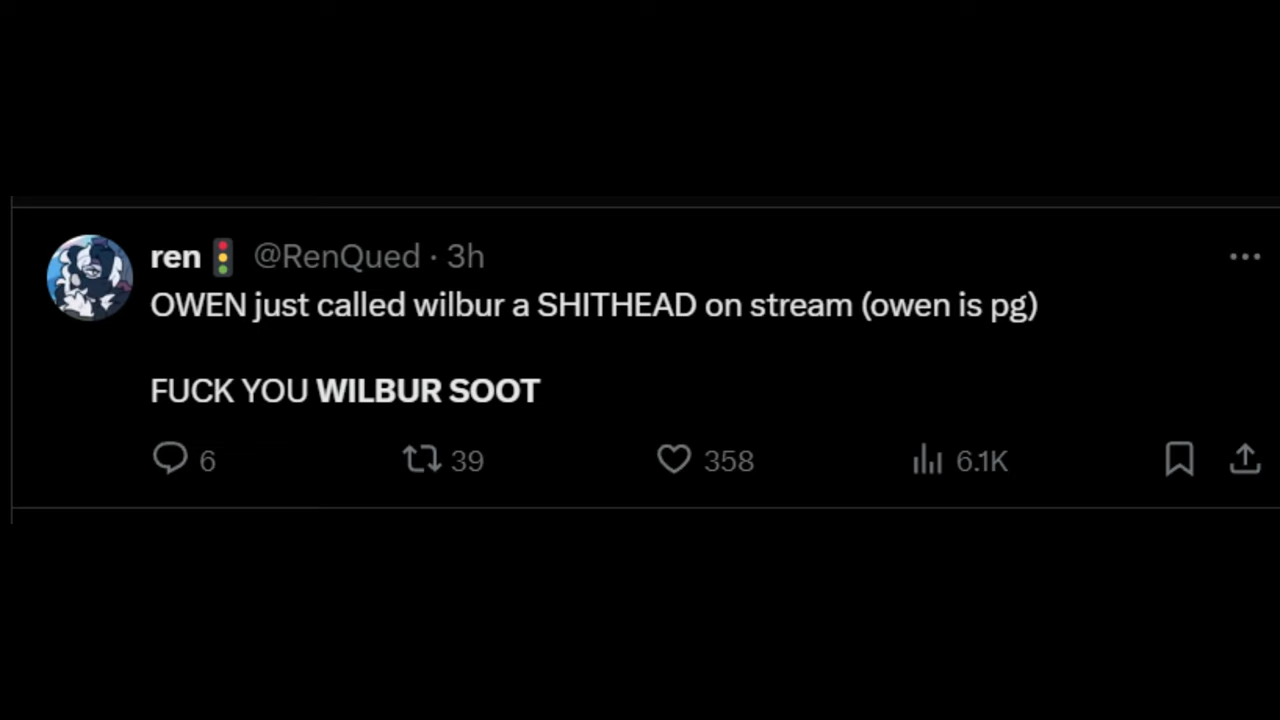 ren🚦 @RenQued · 3h
OWEN just called wilbur a SHITHEAD on stream (owen is pg)
FUCK YOU WILBUR SOOT
6 39 358 6.1K